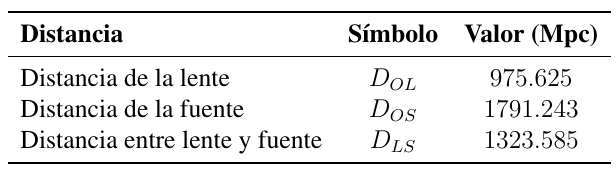 Distancia Símbolo Valor (Mpc)
Distancia de la lente D_{OL} 975.625
Distancia de la fuente D_{OS} 1791.243
Distancia entre lente y fuente D_{LS} 1323.585